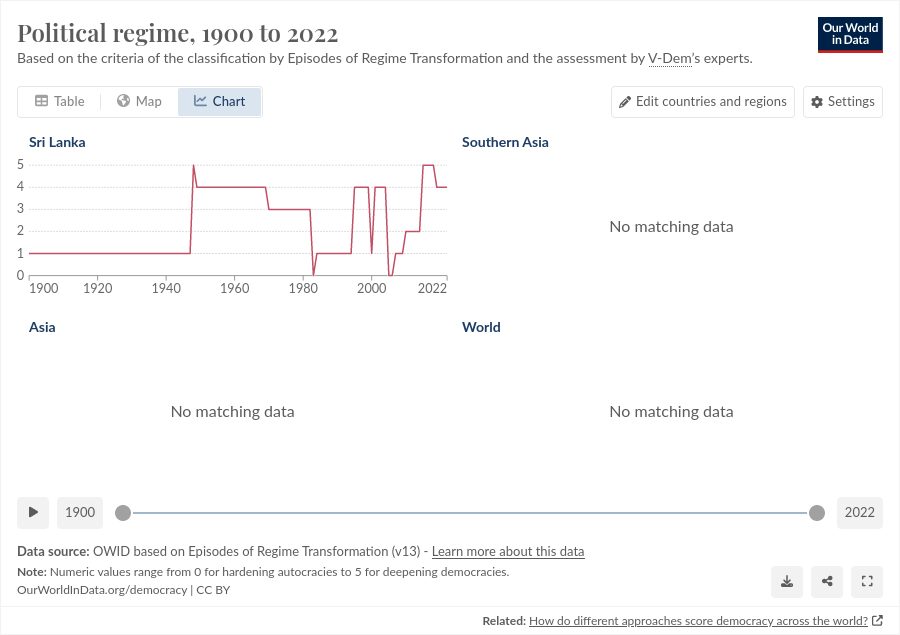 Political regime, 1900 to 2022
Our World
in Data
Based on the criteria of the classification by Episodes of Regime Transformation and the assessment by V-Dem's experts.
Table
Map
Chart
Edit countries and regions
Settings
Sri Lanka
Southern Asia
5
4
3
2
1
0
1900
1920
1940
1960
1980
2000
2022
No matching data
Asia
World
No matching data
No matching data
1900
2022
Data source: OWID based on Episodes of Regime Transformation (v13) - Learn more about this data
Note: Numeric values range from 0 for hardening autocracies to 5 for deepening democracies.
OurWorldInData.org/democracy | CC BY
Related: How do different approaches score democracy across the world?